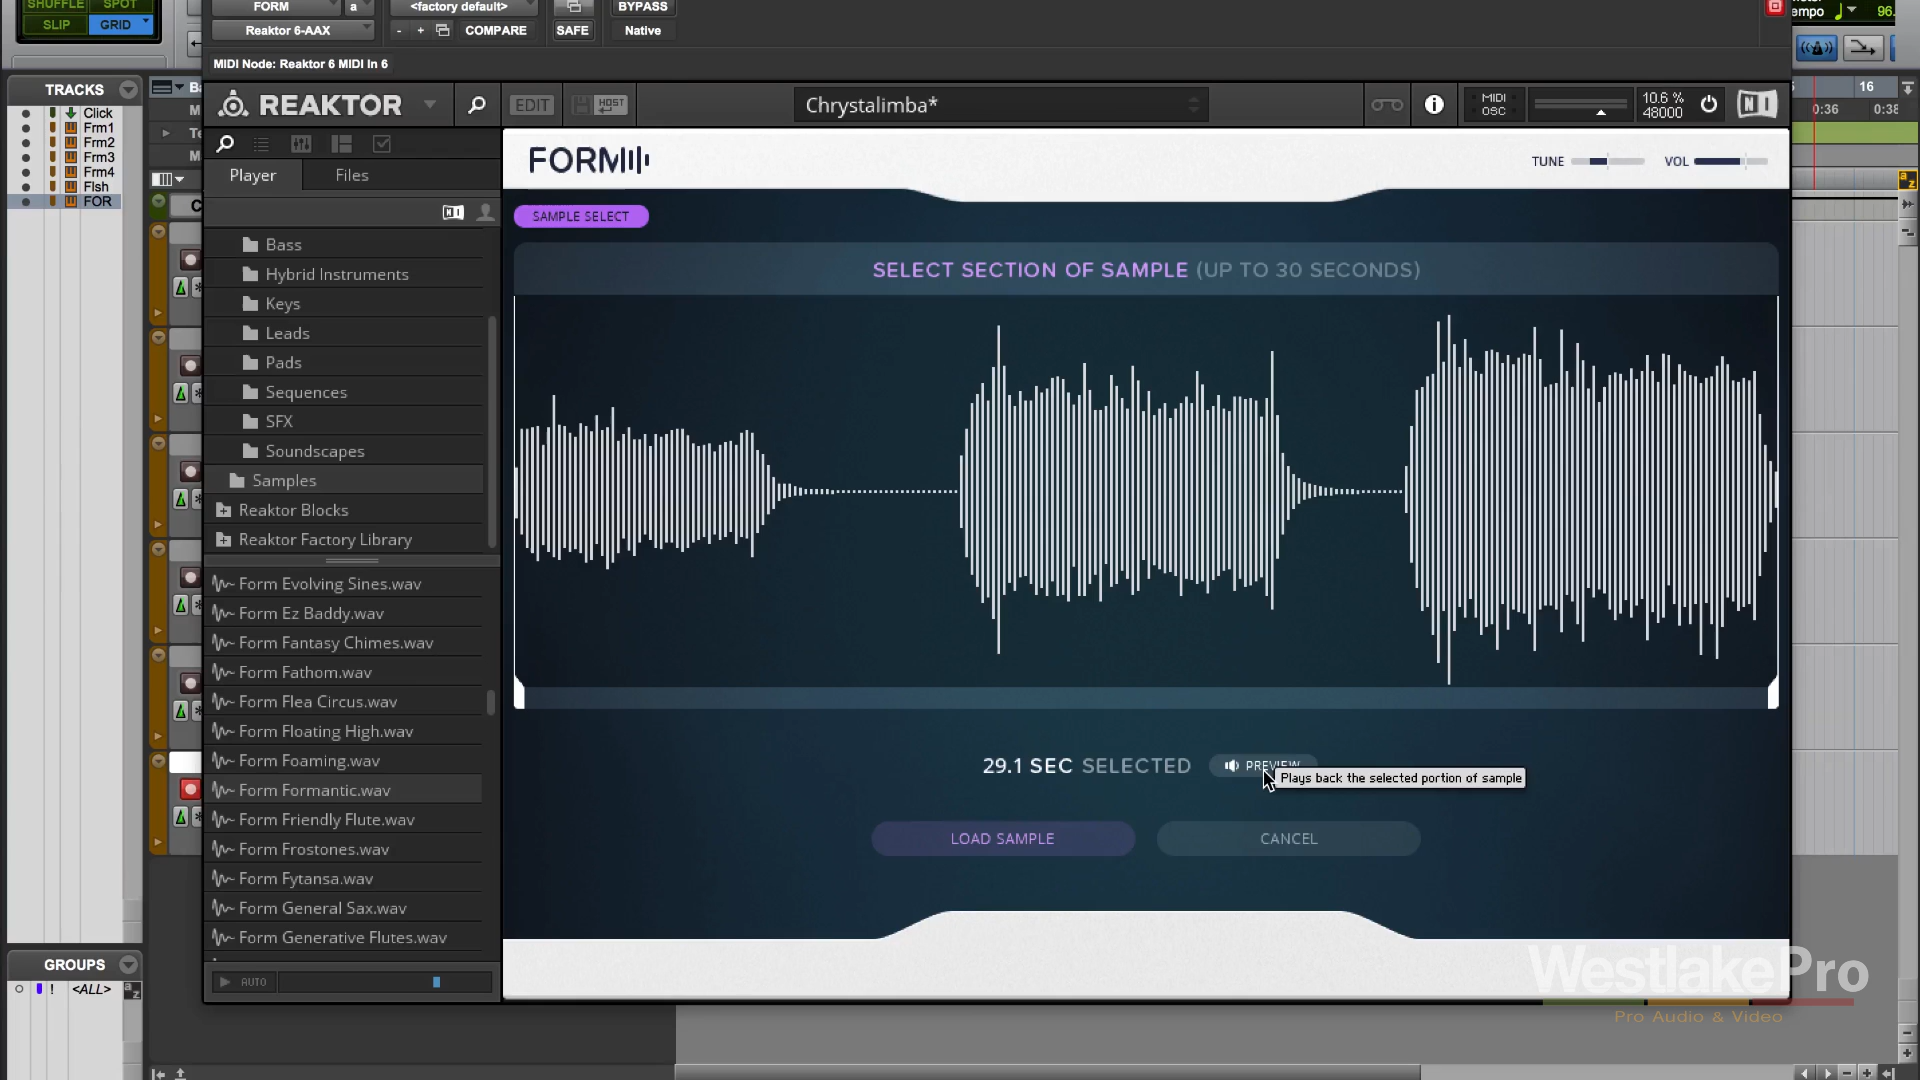 SHUFFLE SPOT
SLIP GRID
FORM a <factory default> BYPASS
Reaktor 6-AAX - + COMPARE SAFE Native
MIDI Node: Reaktor 6 MIDI In 6
empo 96.
TRACKS
Click
Frm1
Frm2
Frm3
Frm4
Flsh
FOR
REAKTOR EDIT HOST Chrystalimba* i MIDI OSC 10.6 % 48000 NI
16
0:36 0:38
Player Files
NI
Bass
Hybrid Instruments
Keys
Leads
Pads
Sequences
SFX
Soundscapes
Samples
Reaktor Blocks
Reaktor Factory Library
Form Evolving Sines.wav
Form Ez Baddy.wav
Form Fantasy Chimes.wav
Form Fathom.wav
Form Flea Circus.wav
Form Floating High.wav
Form Foaming.wav
Form Formantic.wav
Form Friendly Flute.wav
Form Frostones.wav
Form Fytansa.wav
Form General Sax.wav
Form Generative Flutes.wav
AUTO
FORM TUNE VOL
SAMPLE SELECT
SELECT SECTION OF SAMPLE (UP TO 30 SECONDS)
29.1 SEC SELECTED PREVIEW
Plays back the selected portion of sample
LOAD SAMPLE CANCEL
GROUPS
! <ALL> a z
WestlakePro
Pro Audio & Video